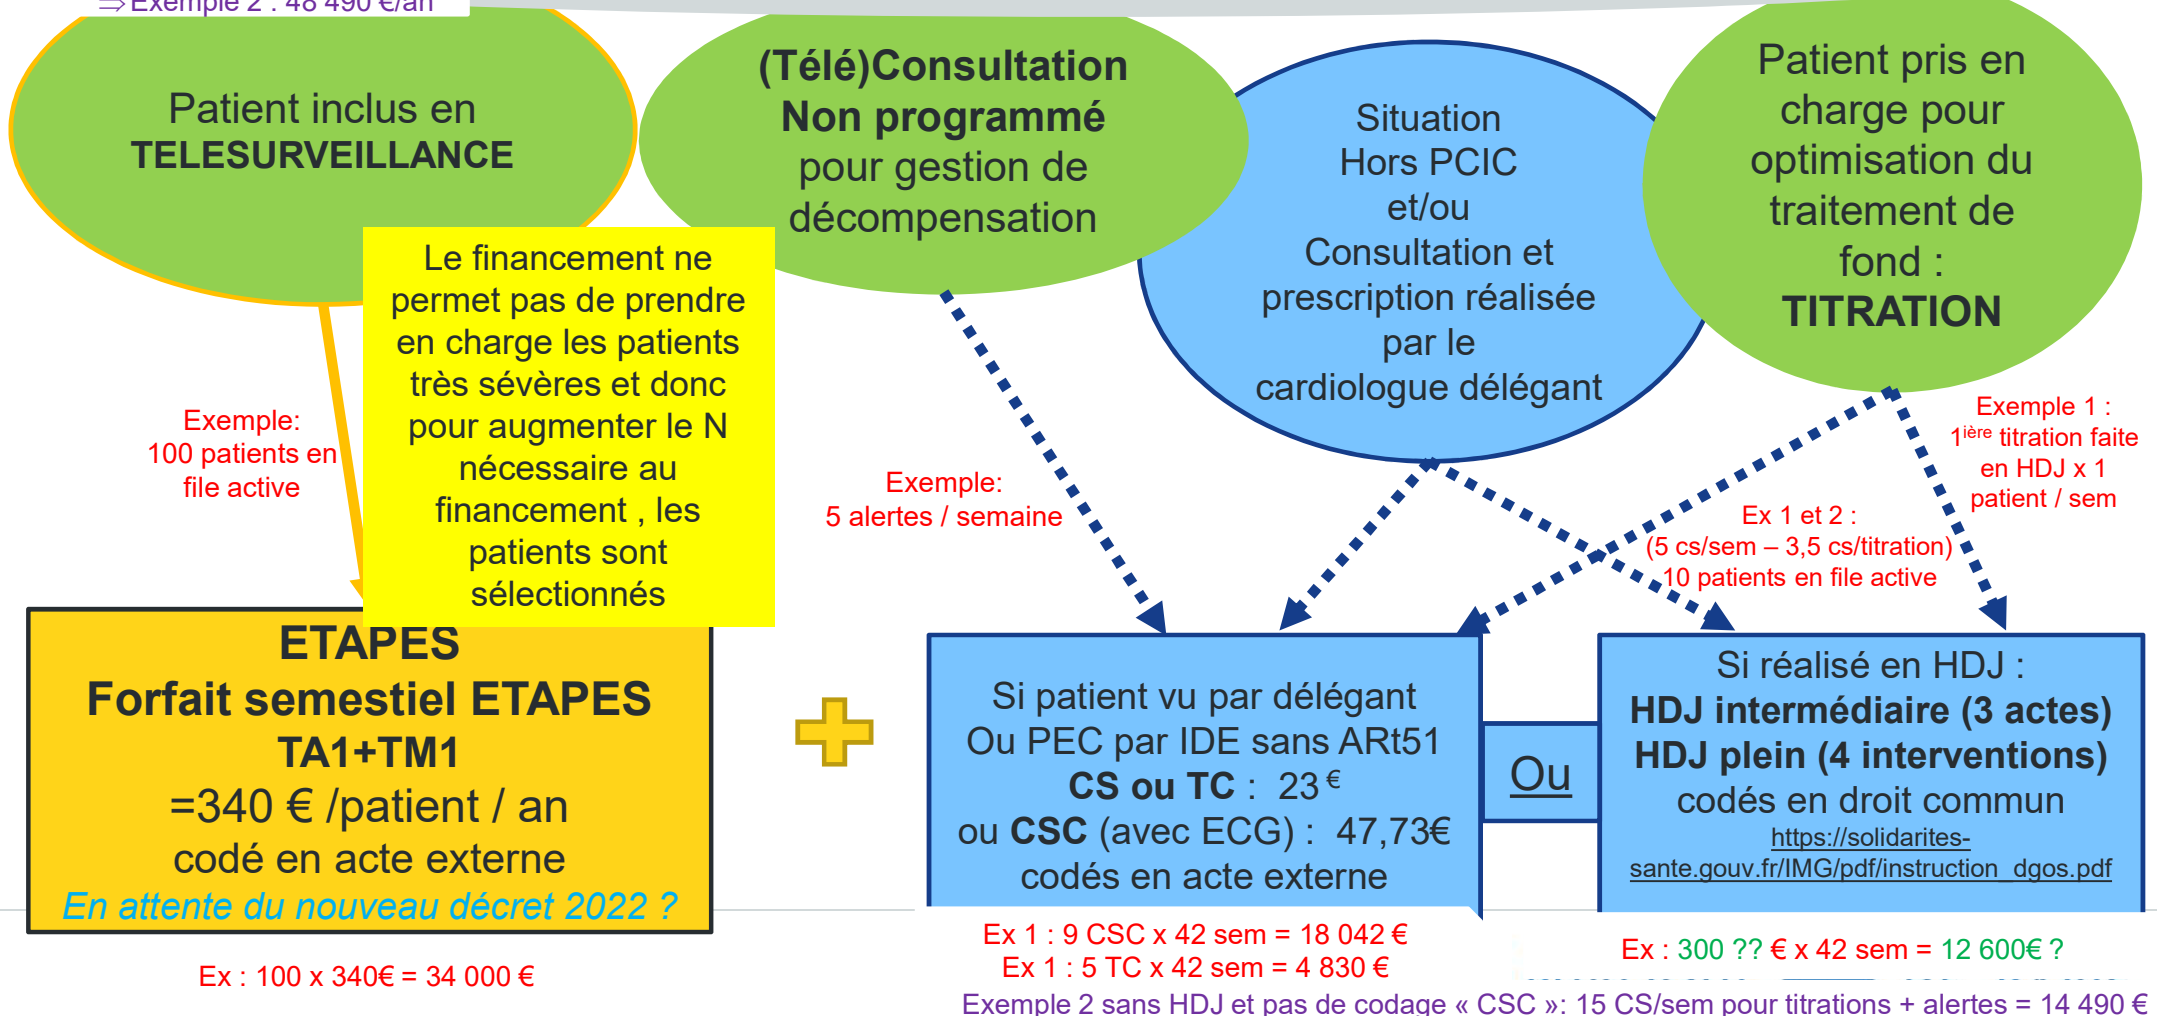 ⇒Exemple 2 : 48 490 €/an
Patient inclus en
TELESURVEILLANCE
(Télé)Consultation
Non programmé
pour gestion de
décompensation
Situation
Hors PCIC
et/ou
Consultation et
prescription réalisée
par le
cardiologue délégant
Patient pris en
charge pour
optimisation du
traitement de
fond :
TITRATION
Le financement ne
permet pas de prendre
en charge les patients
très sévères et donc
pour augmenter le N
nécessaire au
financement , les
patients sont
sélectionnés
Exemple:
100 patients en
file active
Exemple:
5 alertes / semaine
Exemple 1 :
1ière titration faite
en HDJ x 1
patient / sem
Ex 1 et 2 :
(5 cs/sem – 3,5 cs/titration)
10 patients en file active
ETAPES
Forfait semestiel ETAPES
TA1+TM1
=340 € /patient / an
codé en acte externe
En attente du nouveau décret 2022 ?
Si patient vu par délégant
Ou PEC par IDE sans ARt51
CS ou TC : 23 €
ou CSC (avec ECG) : 47,73€
codés en acte externe
Ou
Si réalisé en HDJ :
HDJ intermédiaire (3 actes)
HDJ plein (4 interventions)
codés en droit commun
https://solidarites-
sante.gouv.fr/IMG/pdf/instruction_dgos.pdf
Ex : 100 x 340€ = 34 000 €
Ex 1 : 9 CSC x 42 sem = 18 042 €
Ex 1 : 5 TC x 42 sem = 4 830 €
Ex : 300 ?? € x 42 sem = 12 600€ ?
Exemple 2 sans HDJ et pas de codage « CSC »: 15 CS/sem pour titrations + alertes = 14 490 €